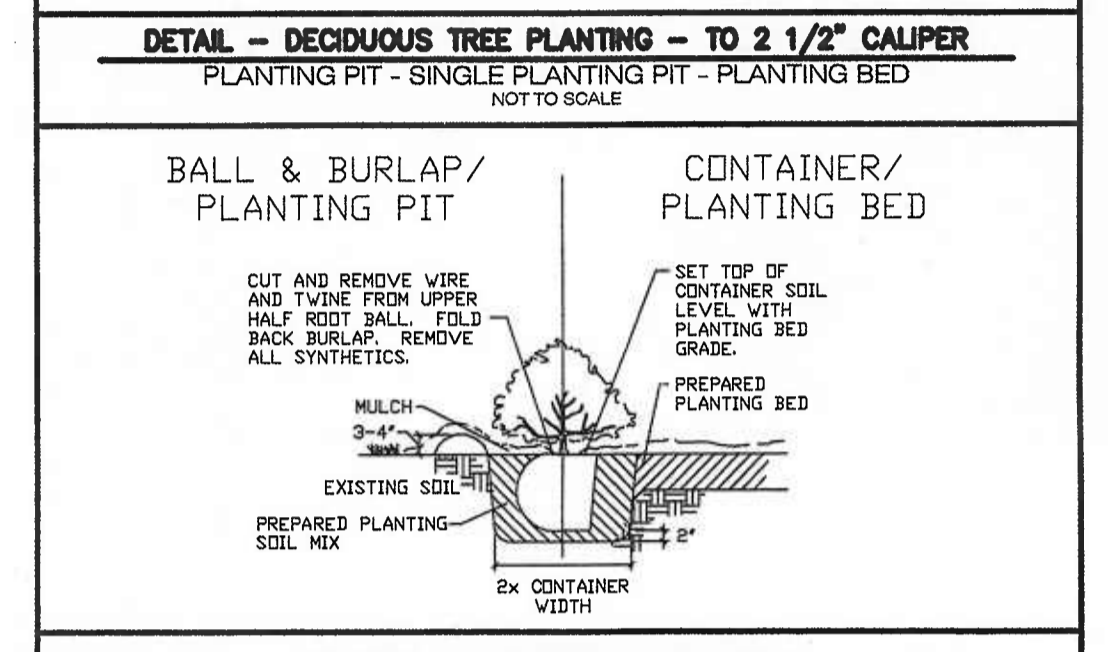 DETAIL - DECIDUOUS TREE PLANTING - TO 2 1/2" CALIPER
PLANTING PIT - SINGLE PLANTING PIT - PLANTING BED
NOT TO SCALE
BALL & BURLAP/
PLANTING PIT
CONTAINER/
PLANTING BED
CUT AND REMOVE WIRE
AND TWINE FROM UPPER
HALF ROOT BALL. FOLD
BACK BURLAP. REMOVE
ALL SYNTHETICS.
SET TOP OF
CONTAINER SOIL
LEVEL WITH
PLANTING BED
GRADE.
PREPARED
PLANTING BED
MULCH
3-4"
EXISTING SOIL
PREPARED PLANTING
SOIL MIX
2"
2x CONTAINER
WIDTH